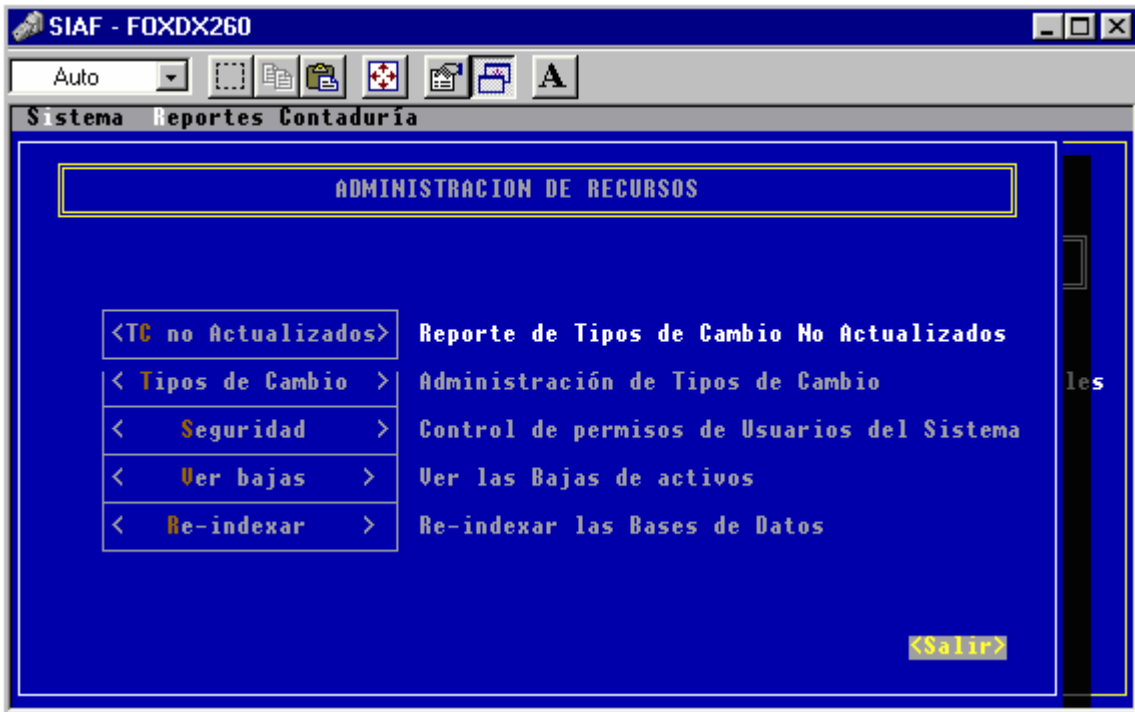 SIAF - FOXDX260
Auto
A
Sistema Reportes Contaduría
ADMINISTRACION DE RECURSOS
<TC no Actualizados> Reporte de Tipos de Cambio No Actualizados
< Tipos de Cambio > Administración de Tipos de Cambio
les
< Seguridad > Control de permisos de Usuarios del Sistema
< Ver bajas > Ver las Bajas de activos
< Re-indexar > Re-indexar las Bases de Datos
<Salir>